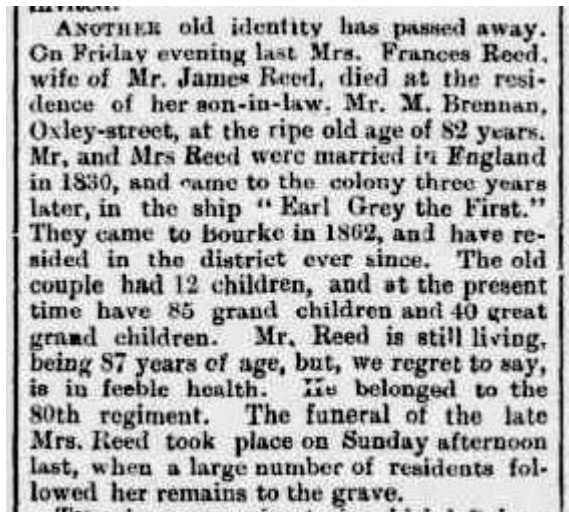 ANOTHER old identity has passed away.
On Friday evening last Mrs. Frances Reed,
wife of Mr. James Reed, died at the resi-
dence of her son-in-law, Mr. M. Brennan,
Oxley-street, at the ripe old age of 82 years.
Mr, and Mrs Reed were married in England
in 1830, and came to the colony three years
later, in the ship "Earl Grey the First."
They came to Bourke in 1862, and have re-
sided in the district ever since. The old
couple had 12 children, and at the present
time have 85 grand children and 40 great
grand children. Mr. Reed is still living,
being 87 years of age, but, we regret to say,
is in feeble health. He belonged to the
80th regiment. The funeral of the late
Mrs. Reed took place on Sunday afternoon
last, when a large number of residents fol-
lowed her remains to the grave.